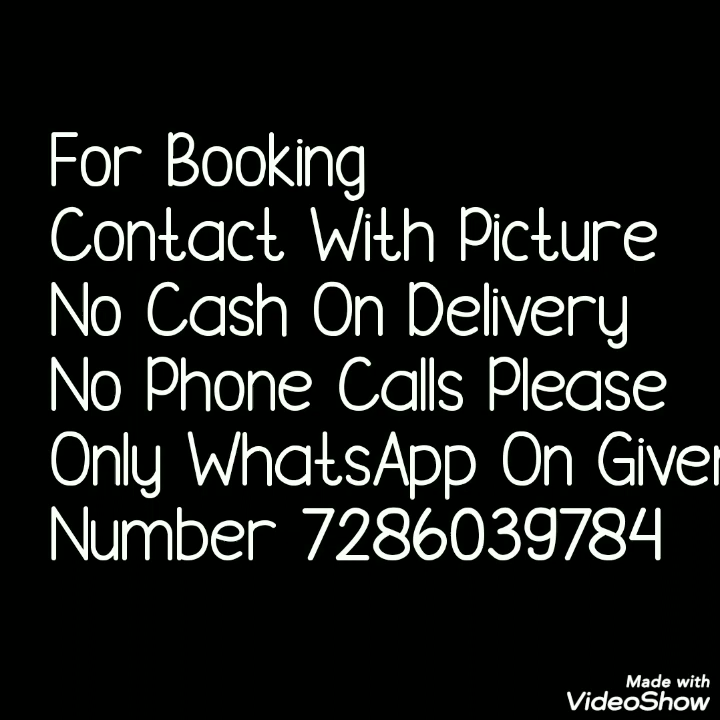 For Booking
Contact With Picture
No Cash On Delivery
No Phone Calls Please
Only WhatsApp On Given
Number 7286039784
Made with
VideoShow